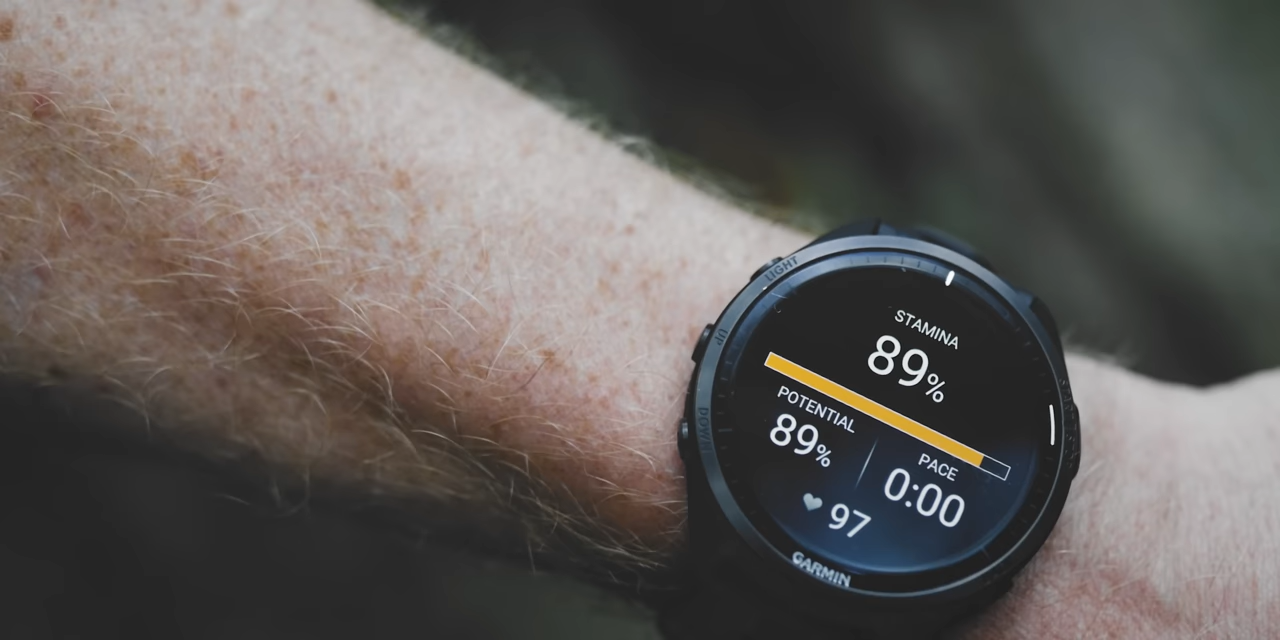 LIGHT
UP
DOWN
STAMINA
89%
POTENTIAL
89%
PACE
0:00
97
GARMIN